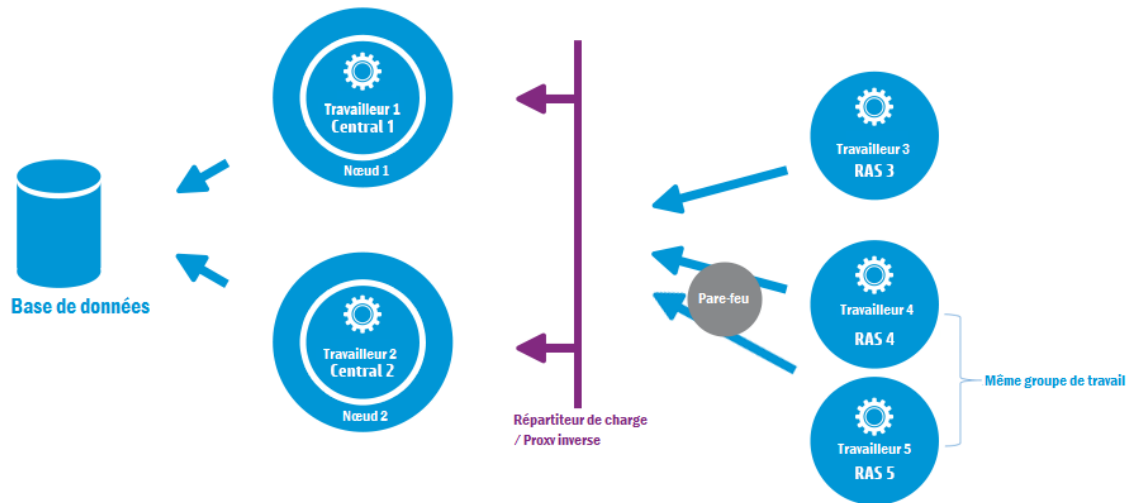 Travailleur 1
Central 1
Nœud 1
Base de données
Travailleur 2
Central 2
Nœud 2
Répartiteur de charge
/ Proxy inverse
Pare-feu
Travailleur 3
RAS 3
Travailleur 4
RAS 4
Même groupe de travail
Travailleur 5
RAS 5